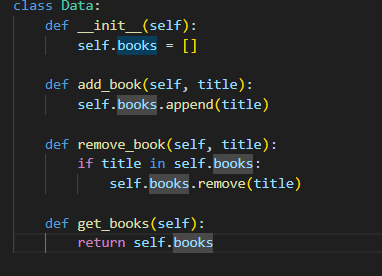 class Data:
    def __init__(self):
        self.books = []

    def add_book(self, title):
        self.books.append(title)

    def remove_book(self, title):
        if title in self.books:
            self.books.remove(title)

    def get_books(self):
        return self.books